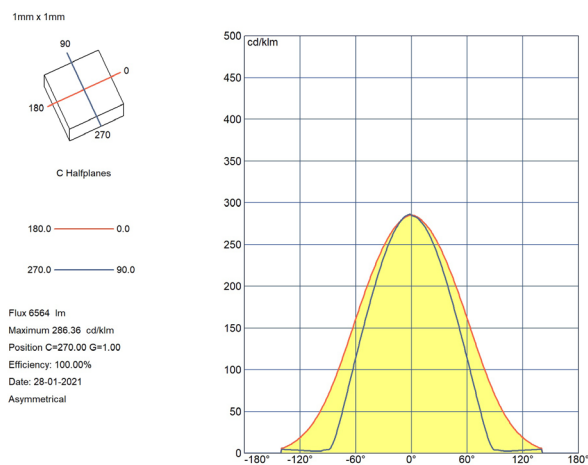 1mm x 1mm
90
0
180
270
C Halfplanes
180.0 0.0
270.0 90.0
Flux 6564 lm
Maximum 286.36 cd/klm
Position C=270.00 G=1.00
Efficiency: 100.00%
Date: 28-01-2021
Asymmetrical
cd/klm
500
450
400
350
300
250
200
150
100
50
0
-180° -120° -60° 0° 60° 120° 180°